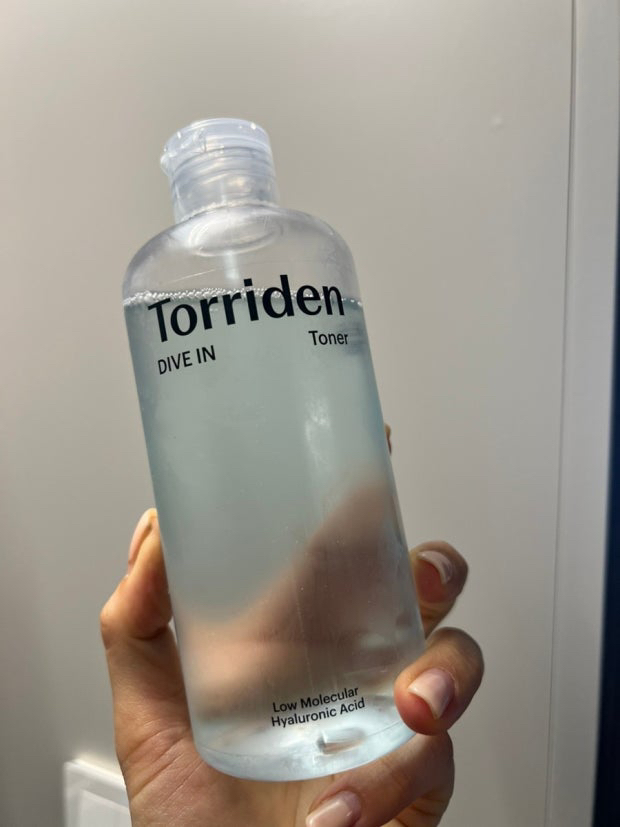 Torriden
DIVE IN
Toner
Low Molecular
Hyaluronic Acid